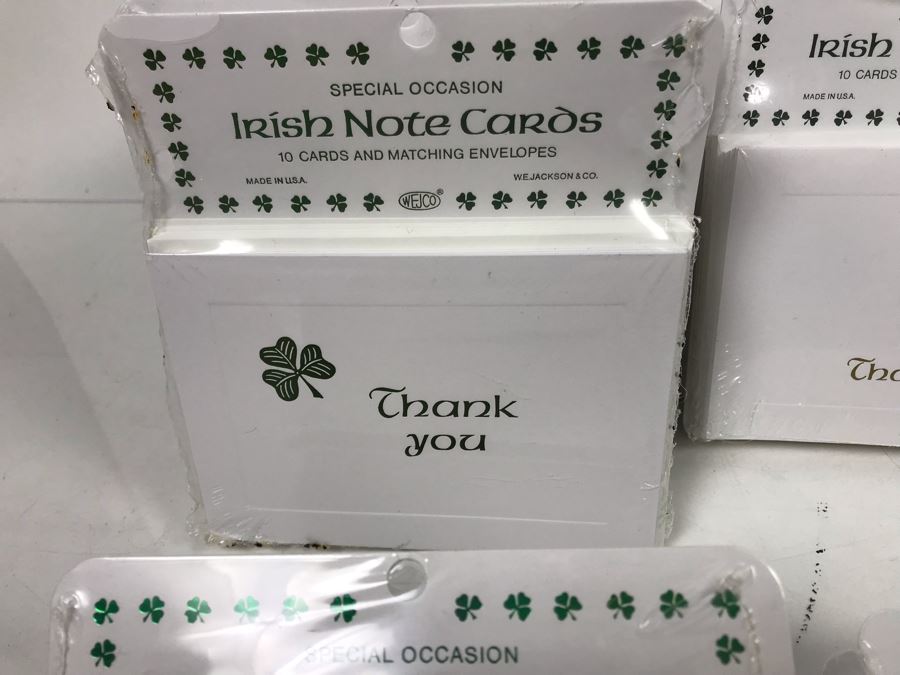 SPECIAL OCCASION
Irish Note Cards
10 CARDS AND MATCHING ENVELOPES
MADE IN U.S.A. W.E. JACKSON & CO.
WEJCO®
Thank
you
Irish
10 CARDS
MADE IN U.S.A.
SPECIAL OCCASION